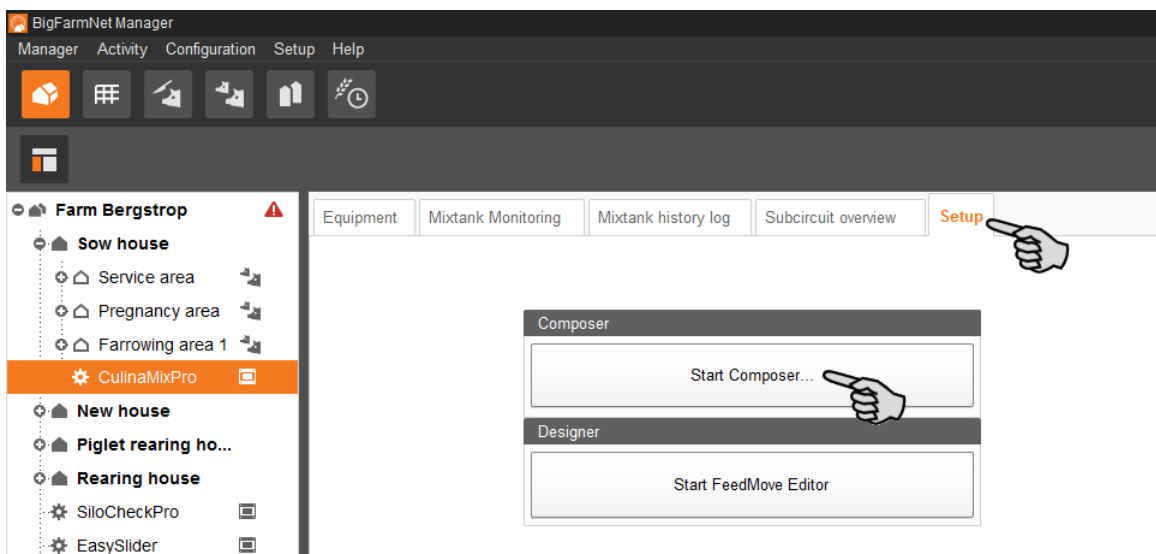 BigFarmNet Manager
Manager Activity Configuration Setup Help
Farm Bergstrop
Sow house
Service area
Pregnancy area
Farrowing area 1
CulinaMixPro
New house
Piglet rearing ho...
Rearing house
SiloCheckPro
EasySlider
Equipment Mixtank Monitoring Mixtank history log Subcircuit overview Setup
Composer
Start Composer...
Designer
Start FeedMove Editor